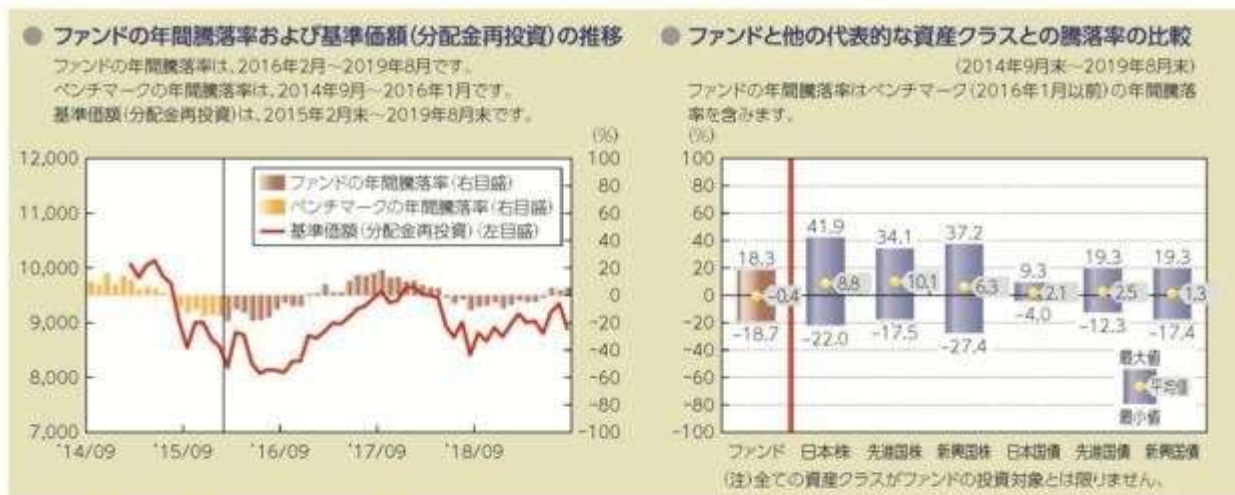 ● ファンドの年間騰落率および基準価額(分配金再投資)の推移
ファンドの年間騰落率は、2016年2月～2019年8月です。
ベンチマークの年間騰落率は、2014年9月～2016年1月です。
基準価額(分配金再投資)は、2015年2月末～2019年8月末です。
(%)
12,000
11,000
10,000
9,000
8,000
7,000
100
80
60
40
20
0
-20
-40
-60
-80
-100
ファンドの年間騰落率(右目盛)
ベンチマークの年間騰落率(右目盛)
基準価額(分配金再投資)(左目盛)
'14/09 '15/09 '16/09 '17/09 '18/09
● ファンドと他の代表的な資産クラスとの騰落率の比較
(2014年9月末～2019年8月末)
ファンドの年間騰落率はベンチマーク(2016年1月以前)の年間騰落
率を含みます。
(%)
100
80
60
40
20
0
-20
-40
-60
-80
-100
18.3 41.9 34.1 37.2 9.3 19.3 19.3
-0.4 8.8 10.1 6.3 2.1 2.5 1.3
-18.7 -22.0 -17.5 -27.4 -4.0 -12.3 -17.4
最大値
平均値
最小値
ファンド 日本株 先進国株 新興国株 日本国債 先進国債 新興国債
(注)全ての資産クラスがファンドの投資対象とは限りません。